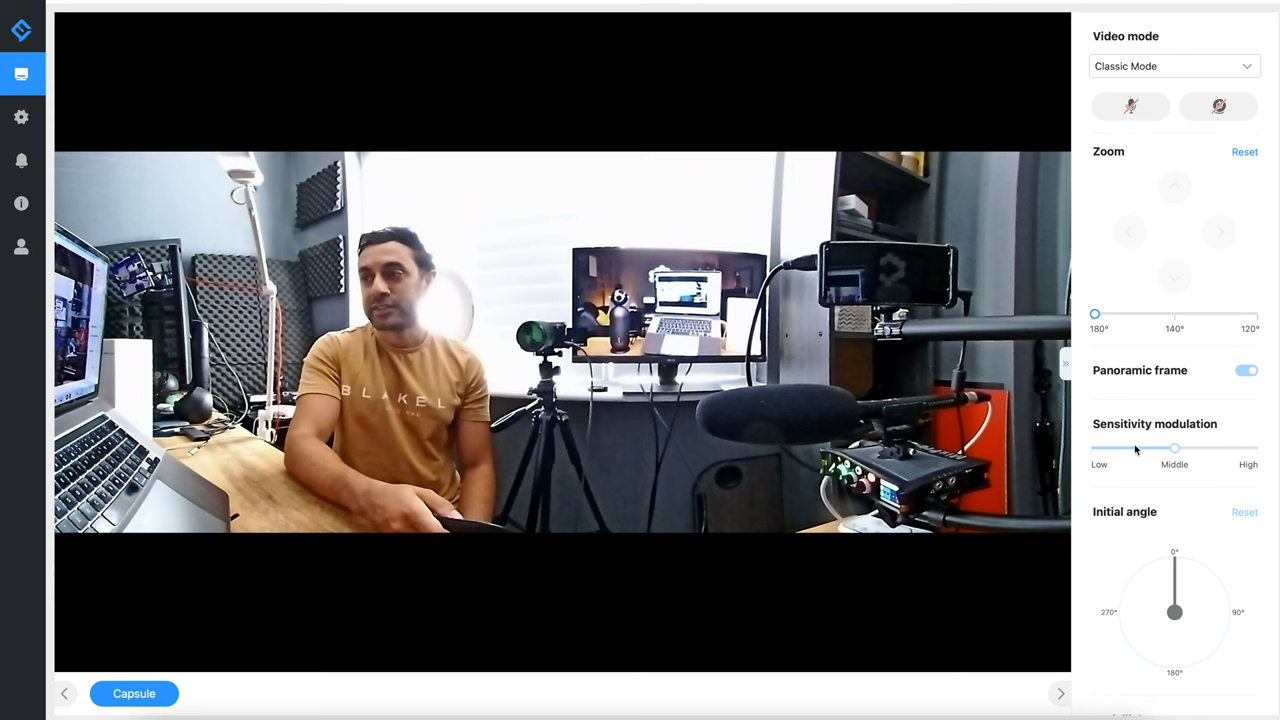 Video mode
Classic Mode
Zoom
Reset
180°
140°
120°
Panoramic frame
Sensitivity modulation
Low
Middle
High
Initial angle
Reset
0°
270°
90°
180°
BLAKEL
Capsule